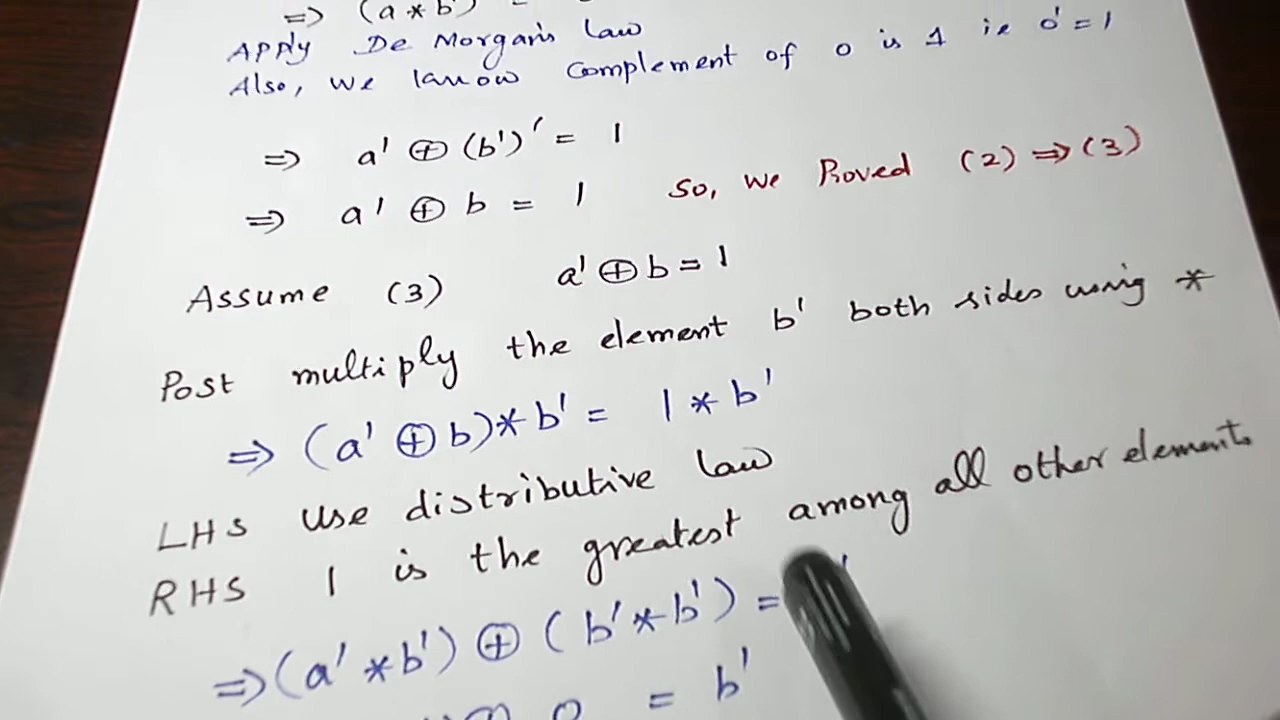 ⇒ (a * b')
Apply De Morgan's law
Also, we know complement of 0 is 1 ie 0' = 1
⇒ a' ⊕ (b')' = 1
⇒ a' ⊕ b = 1 So, we Proved (2) ⇒ (3)
Assume (3) a' ⊕ b = 1
Post multiply the element b' both sides using *
⇒ (a' ⊕ b) * b' = 1 * b'
LHS use distributive law
RHS 1 is the greatest among all other elements
⇒ (a' * b') ⊕ (b' * b') =
0 = b'